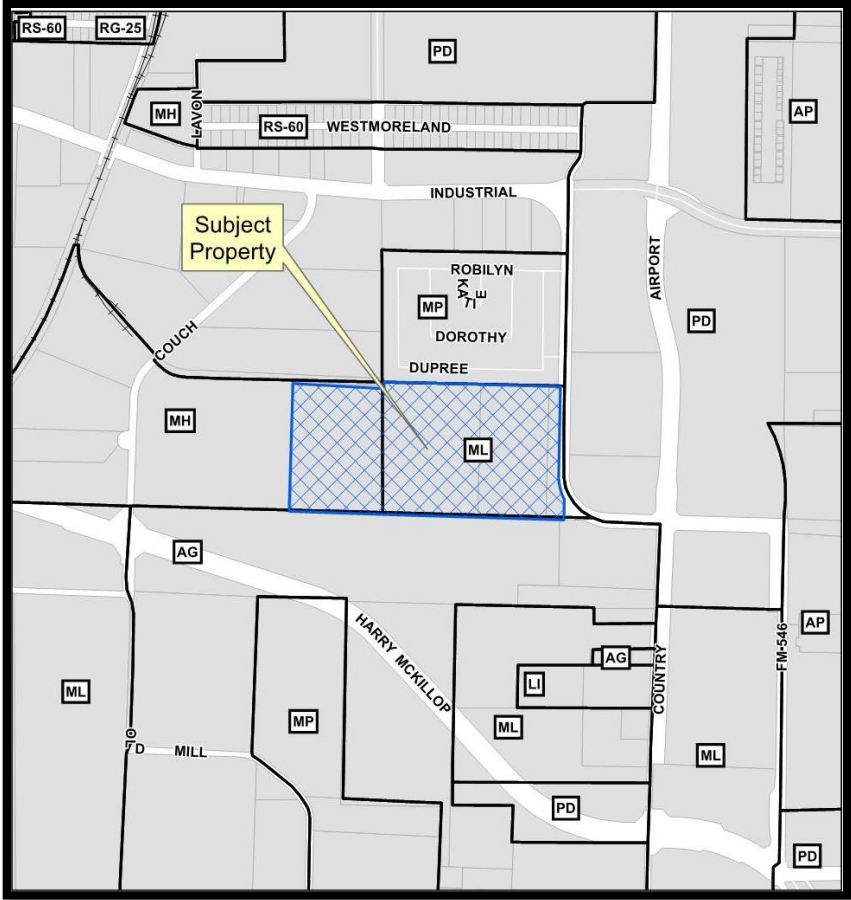 RS-60
RG-25
PD
AP
MH
LAVON
RS-60
WESTMORELAND
INDUSTRIAL
Subject
Property
AIRPORT
ROBILYN
KATIE
MP
DOROTHY
PD
COUCH
DUPREE
MH
ML
AG
HARRY MCKILLOP
COUNTRY
FM-546
AP
AG
ML
LI
MP
ML
OLD MILL
ML
PD
PD